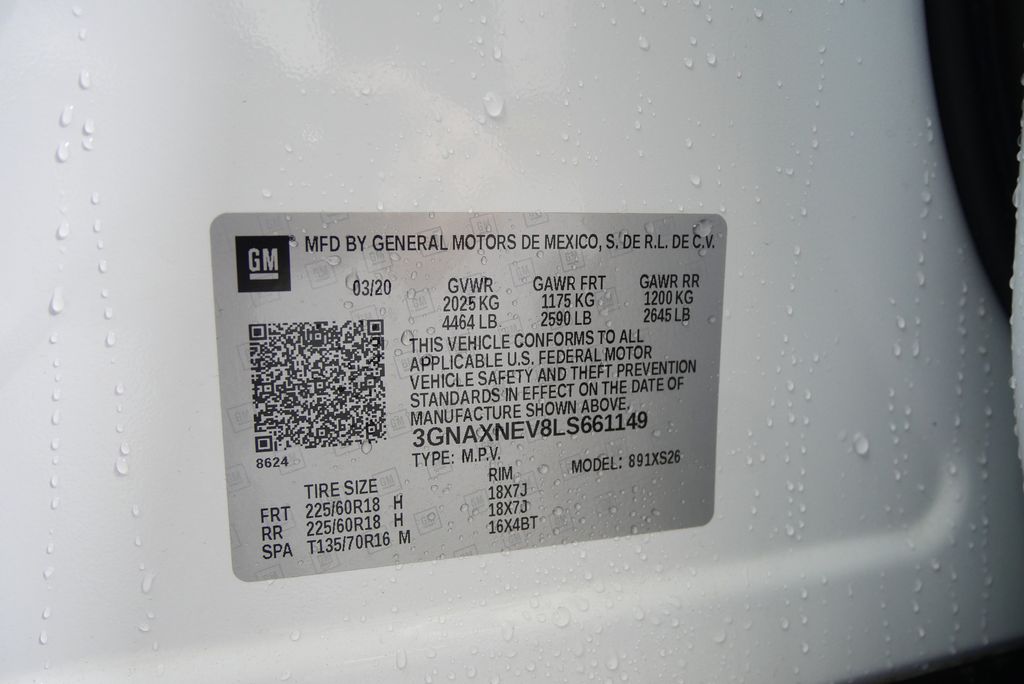 GM MFD BY GENERAL MOTORS DE MEXICO, S. DE R.L. DE C.V.
03/20 GVWR GAWR FRT GAWR RR
2025 KG 1175 KG 1200 KG
4464 LB 2590 LB 2645 LB
THIS VEHICLE CONFORMS TO ALL
APPLICABLE U.S. FEDERAL MOTOR
VEHICLE SAFETY AND THEFT PREVENTION
STANDARDS IN EFFECT ON THE DATE OF
MANUFACTURE SHOWN ABOVE.
3GNAXNEV8LS661149
8624 TYPE: M.P.V. MODEL: 891XS26
TIRE SIZE RIM
FRT 225/60R18 H 18X7J
RR 225/60R18 H 18X7J
SPA T135/70R16 M 16X4BT